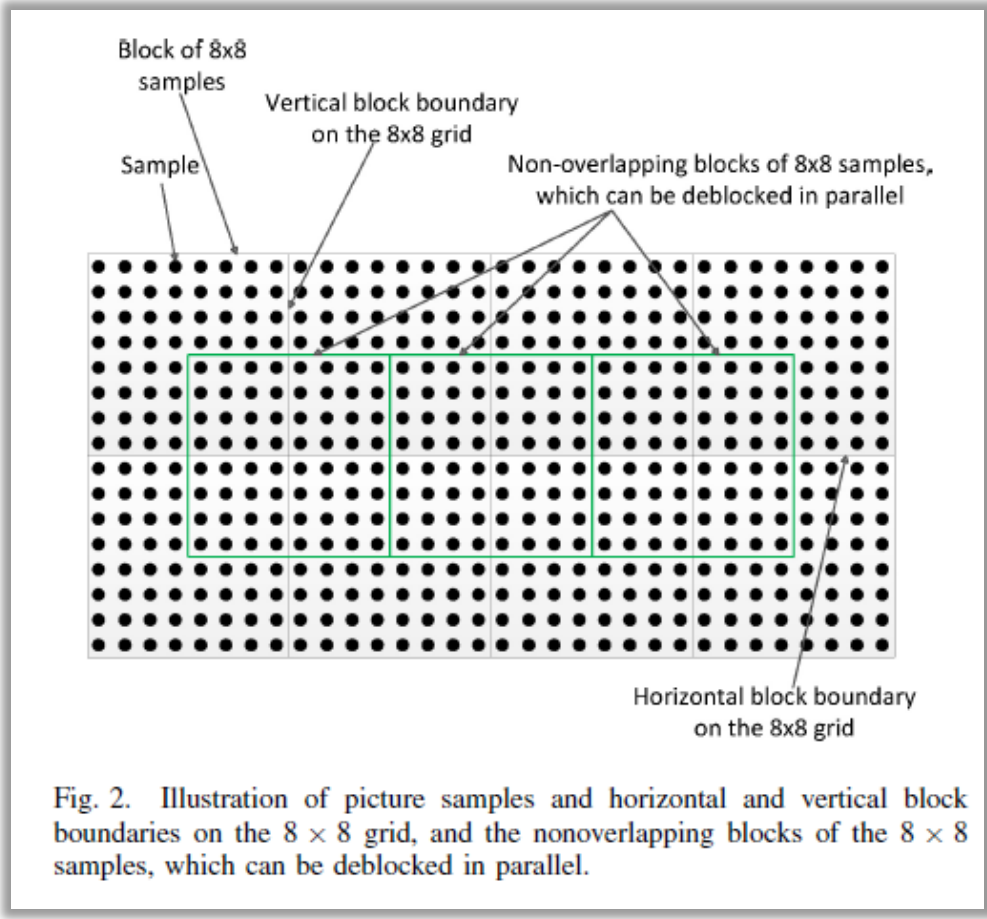 Block of 8x8
samples
Vertical block boundary
on the 8x8 grid
Sample
Non-overlapping blocks of 8x8 samples,
which can be deblocked in parallel
Horizontal block boundary
on the 8x8 grid
Fig. 2. Illustration of picture samples and horizontal and vertical block
boundaries on the 8 × 8 grid, and the nonoverlapping blocks of the 8 × 8
samples, which can be deblocked in parallel.